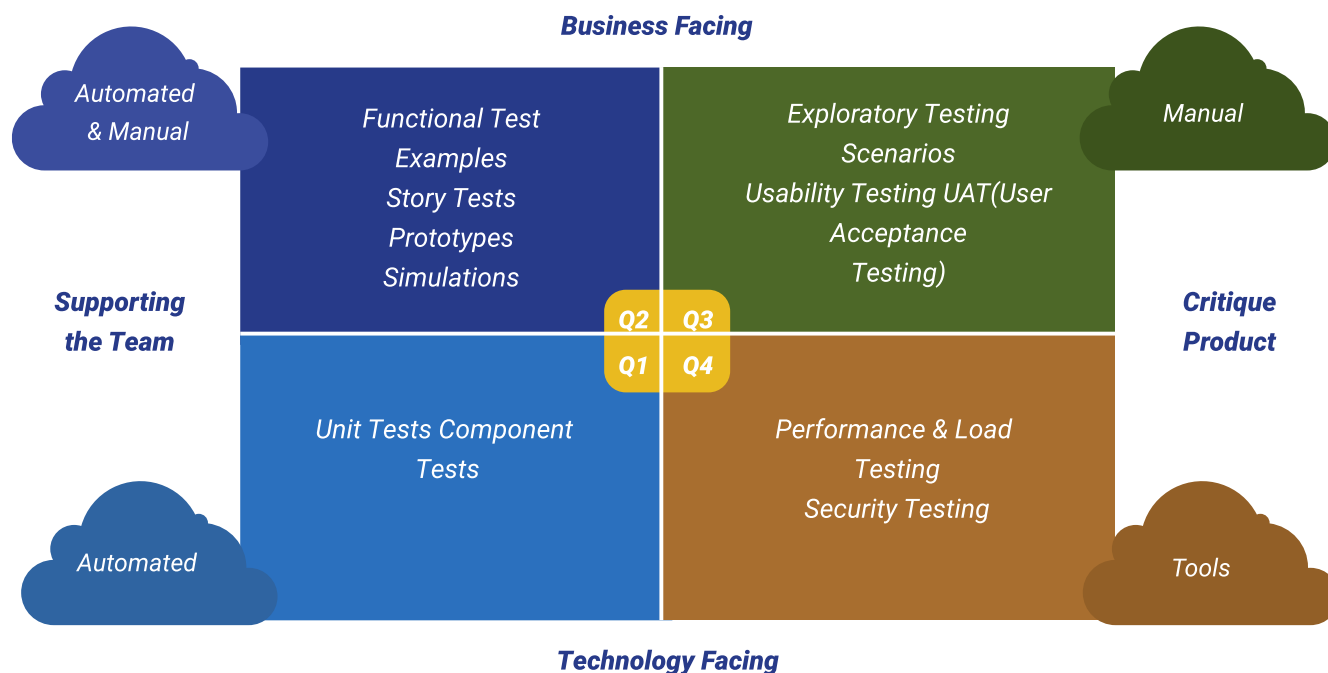 Business Facing
Automated
& Manual
Functional Test
Examples
Story Tests
Prototypes
Simulations
Exploratory Testing
Scenarios
Usability Testing UAT(User
Acceptance
Testing)
Manual
Supporting
the Team
Q2
Q3
Q1
Q4
Critique
Product
Unit Tests Component
Tests
Performance & Load
Testing
Security Testing
Automated
Tools
Technology Facing